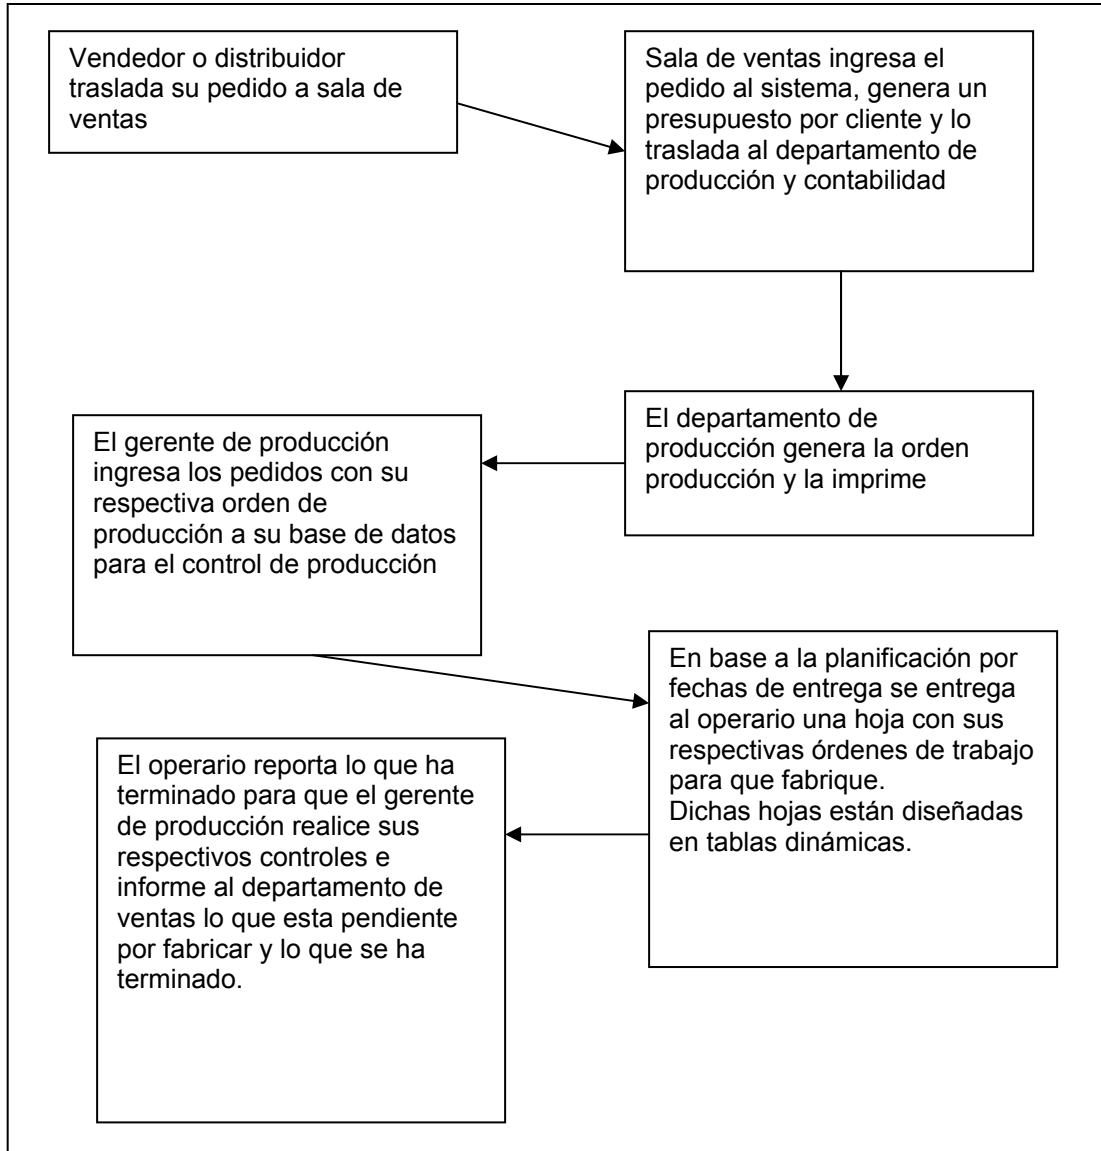 Vendedor o distribuidor
traslada su pedido a sala de
ventas
Sala de ventas ingresa el
pedido al sistema, genera un
presupuesto por cliente y lo
traslada al departamento de
producción y contabilidad
El departamento de
producción genera la orden
producción y la imprime
El gerente de producción
ingresa los pedidos con su
respectiva orden de
producción a su base de datos
para el control de producción
En base a la planificación por
fechas de entrega se entrega
al operario una hoja con sus
respectivas órdenes de trabajo
para que fabrique.
Dichas hojas están diseñadas
en tablas dinámicas.
El operario reporta lo que ha
terminado para que el gerente
de producción realice sus
respectivos controles e
informe al departamento de
ventas lo que esta pendiente
por fabricar y lo que se ha
terminado.